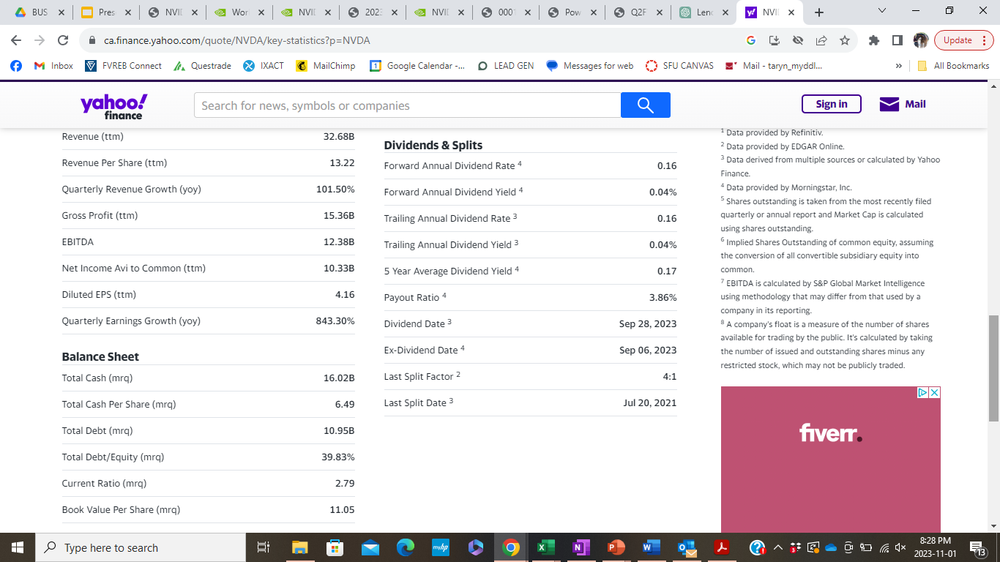 BUS
Pres
NVID
Wor
NVID
2023
NVID
0001
Pow
Q2F
Lenc
NVI
ca.finance.yahoo.com/quote/NVDA/key-statistics?p=NVDA
Update
Inbox
FVREB Connect
Questrade
IXACT
MailChimp
Google Calendar -...
LEAD GEN
Messages for web
SFU CANVAS
Mail - taryn_myddl...
»
All Bookmarks
yahoo!
finance
Search for news, symbols or companies
Sign in
Mail
Revenue (ttm) 32.68B
Revenue Per Share (ttm) 13.22
Quarterly Revenue Growth (yoy) 101.50%
Gross Profit (ttm) 15.36B
EBITDA 12.38B
Net Income Avi to Common (ttm) 10.33B
Diluted EPS (ttm) 4.16
Quarterly Earnings Growth (yoy) 843.30%
Balance Sheet
Total Cash (mrq) 16.02B
Total Cash Per Share (mrq) 6.49
Total Debt (mrq) 10.95B
Total Debt/Equity (mrq) 39.83%
Current Ratio (mrq) 2.79
Book Value Per Share (mrq) 11.05
Dividends & Splits
Forward Annual Dividend Rate 4 0.16
Forward Annual Dividend Yield 4 0.04%
Trailing Annual Dividend Rate 3 0.16
Trailing Annual Dividend Yield 3 0.04%
5 Year Average Dividend Yield 4 0.17
Payout Ratio 4 3.86%
Dividend Date 3 Sep 28, 2023
Ex-Dividend Date 4 Sep 06, 2023
Last Split Factor 2 4:1
Last Split Date 3 Jul 20, 2021
1 Data provided by Refinitiv.
2 Data provided by EDGAR Online.
3 Data derived from multiple sources or calculated by Yahoo
Finance.
4 Data provided by Morningstar, Inc.
5 Shares outstanding is taken from the most recently filed
quarterly or annual report and Market Cap is calculated
using shares outstanding.
6 Implied Shares Outstanding of common equity, assuming
the conversion of all convertible subsidiary equity into
common.
7 EBITDA is calculated by S&P Global Market Intelligence
using methodology that may differ from that used by a
company in its reporting.
8 A company's float is a measure of the number of shares
available for trading by the public. It's calculated by taking
the number of issued and outstanding shares minus any
restricted stock, which may not be publicly traded.
fiverr.
Type here to search
myhp
8:28 PM
2023-11-01
13